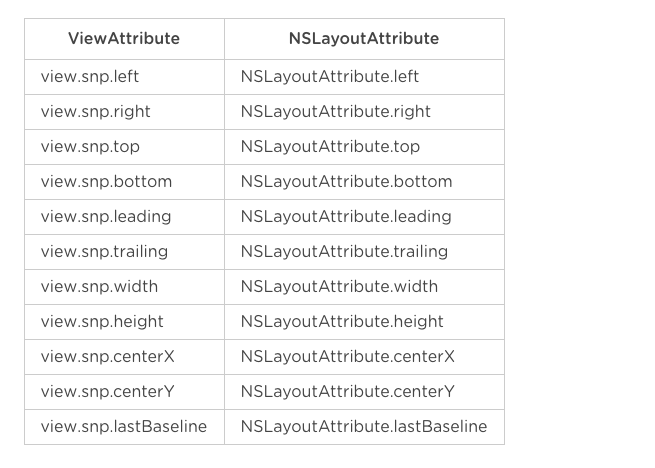 ViewAttribute NSLayoutAttribute
view.snp.left NSLayoutAttribute.left
view.snp.right NSLayoutAttribute.right
view.snp.top NSLayoutAttribute.top
view.snp.bottom NSLayoutAttribute.bottom
view.snp.leading NSLayoutAttribute.leading
view.snp.trailing NSLayoutAttribute.trailing
view.snp.width NSLayoutAttribute.width
view.snp.height NSLayoutAttribute.height
view.snp.centerX NSLayoutAttribute.centerX
view.snp.centerY NSLayoutAttribute.centerY
view.snp.lastBaseline NSLayoutAttribute.lastBaseline